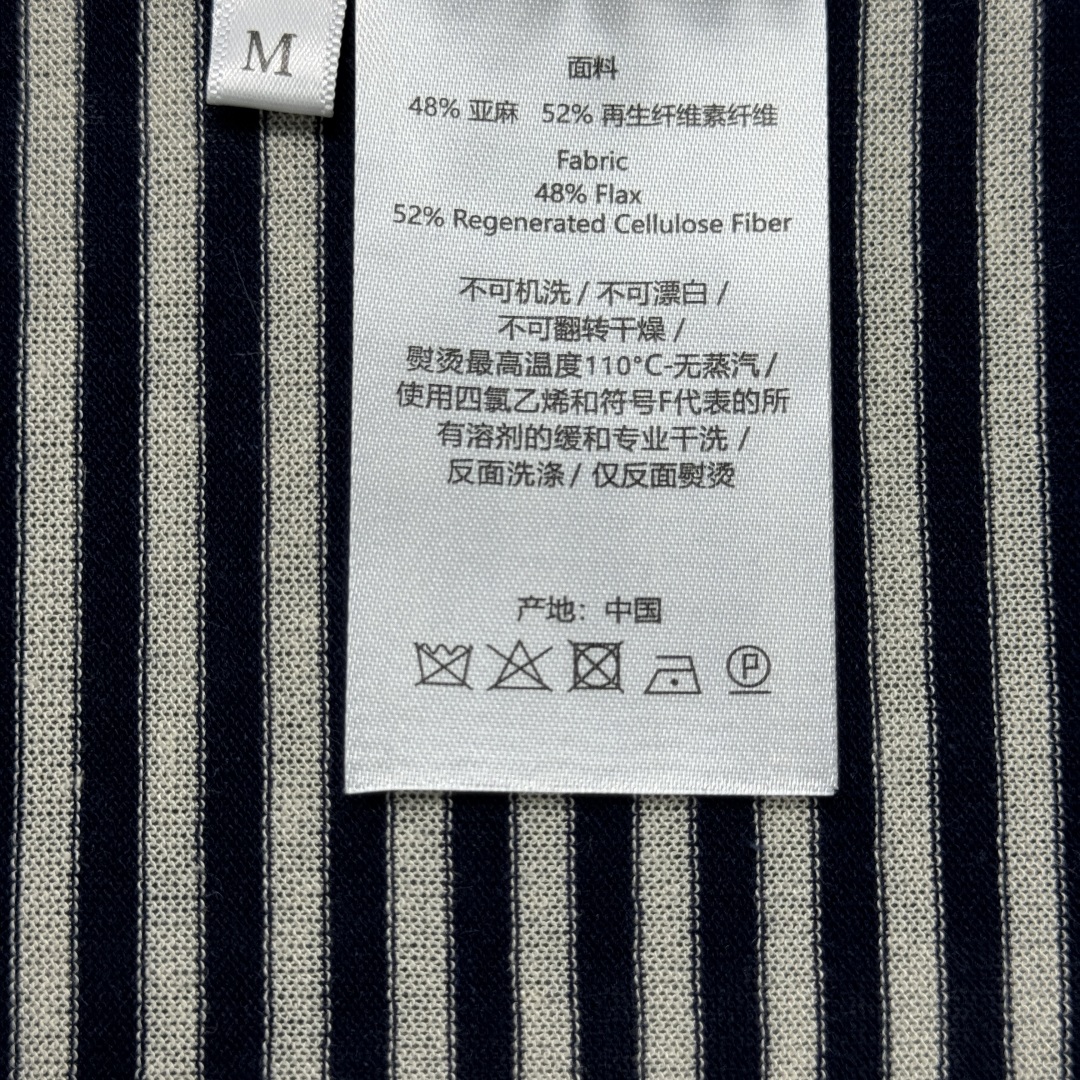 M
面料
48% 亚麻 52% 再生纤维素纤维
Fabric
48% Flax
52% Regenerated Cellulose Fiber
不可机洗 / 不可漂白 /
不可翻转干燥 /
熨烫最高温度110°C-无蒸汽 /
使用四氯乙烯和符号F代表的所
有溶剂的缓和专业干洗 /
反面洗涤 / 仅反面熨烫
产地：中国
P